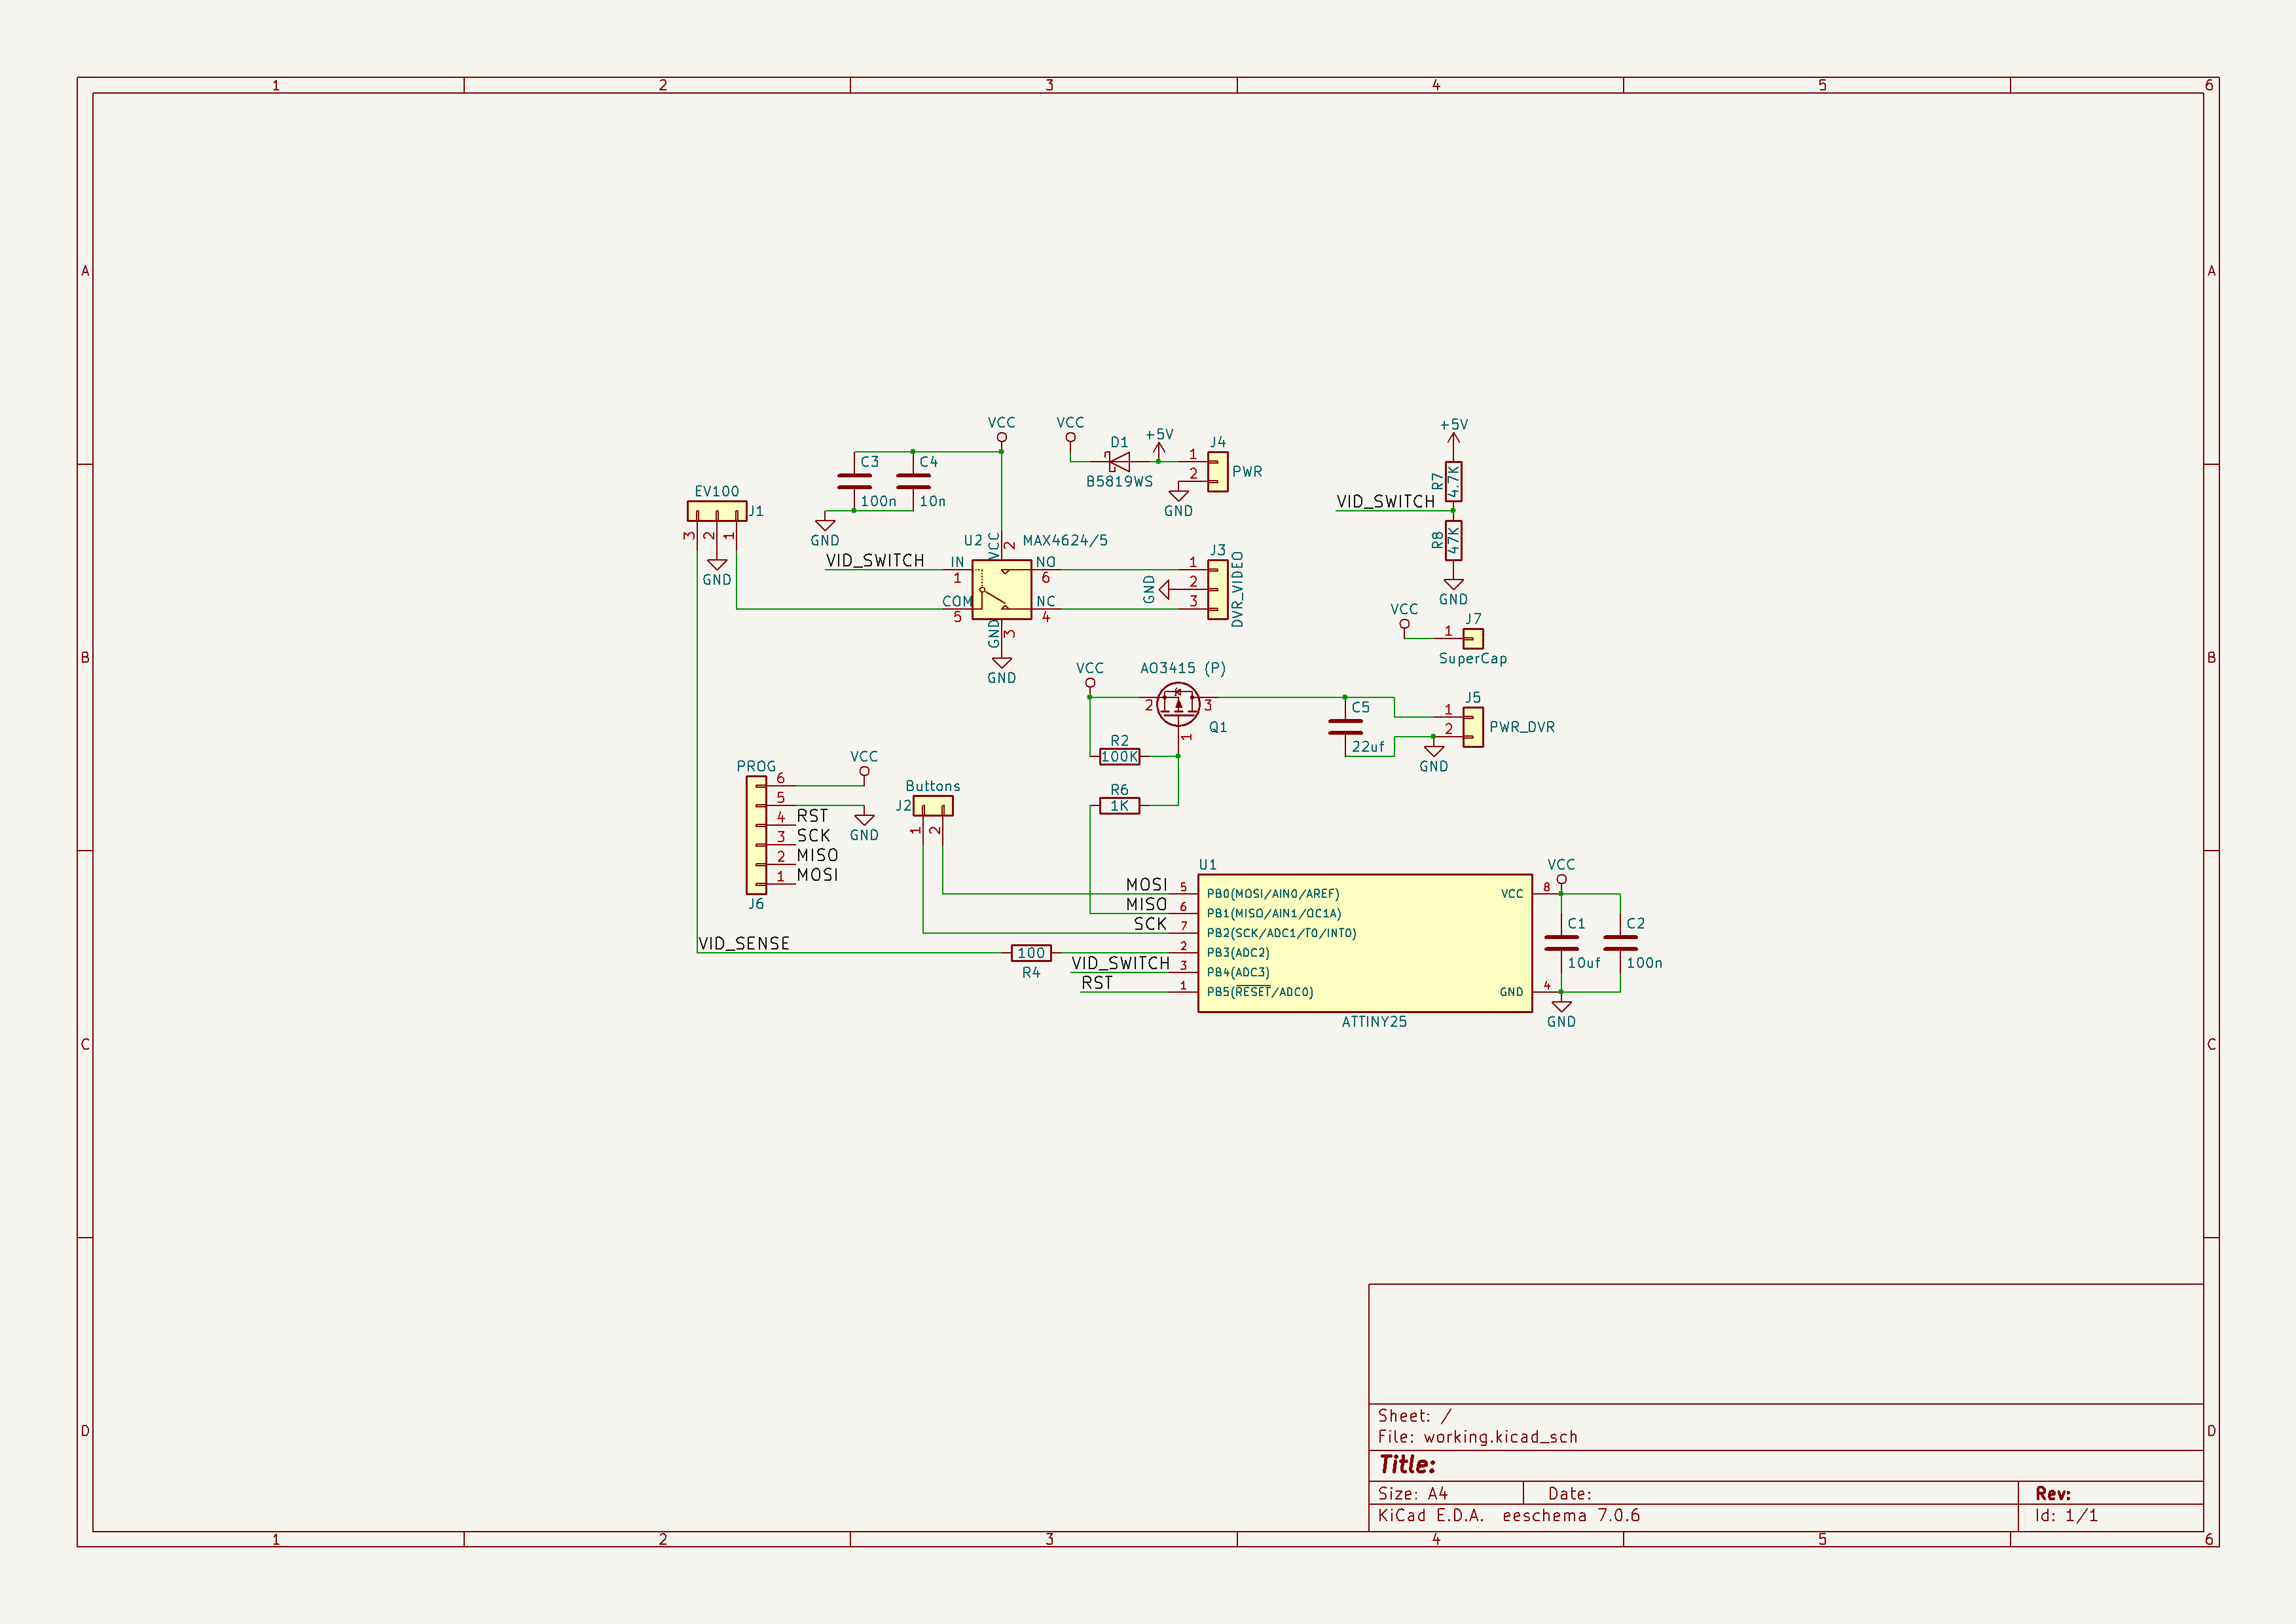 1 2 3 4 5 6
A A
B B
C C
D D
VCC
VCC
D1
B5819WS
+5V
J4
1
2
PWR
GND
+5V
R7
4.7K
VID_SWITCH
R8
47K
GND
C3
100n
C4
10n
GND
EV100
J1
3
2
1
GND
U2
MAX4624/5
VCC
2
VID_SWITCH
IN
1
NO
6
COM
5
NC
4
GND
3
GND
J3
1
2
3
GND
DVR_VIDEO
VCC
J7
1
SuperCap
VCC
AO3415 (P)
2
3
1
Q1
R2
100K
R6
1K
C5
22uf
J5
1
2
PWR_DVR
GND
PROG
6
5
4
3
2
1
RST
SCK
MISO
MOSI
J6
VCC
GND
Buttons
J2
1
2
U1
MOSI 5 PB0(MOSI/AIN0/AREF)
MISO 6 PB1(MISO/AIN1/OC1A)
SCK 7 PB2(SCK/ADC1/T0/INT0)
VID_SENSE
100
R4
2 PB3(ADC2)
VID_SWITCH 3 PB4(ADC3)
RST 1 PB5(RESET/ADC0)
VCC 8
GND 4
ATTINY25
VCC
C1
10uf
C2
100n
GND
Sheet: /
File: working.kicad_sch
Title:
Size: A4 Date: Rev:
KiCad E.D.A. eeschema 7.0.6 Id: 1/1
1 2 3 4 5 6